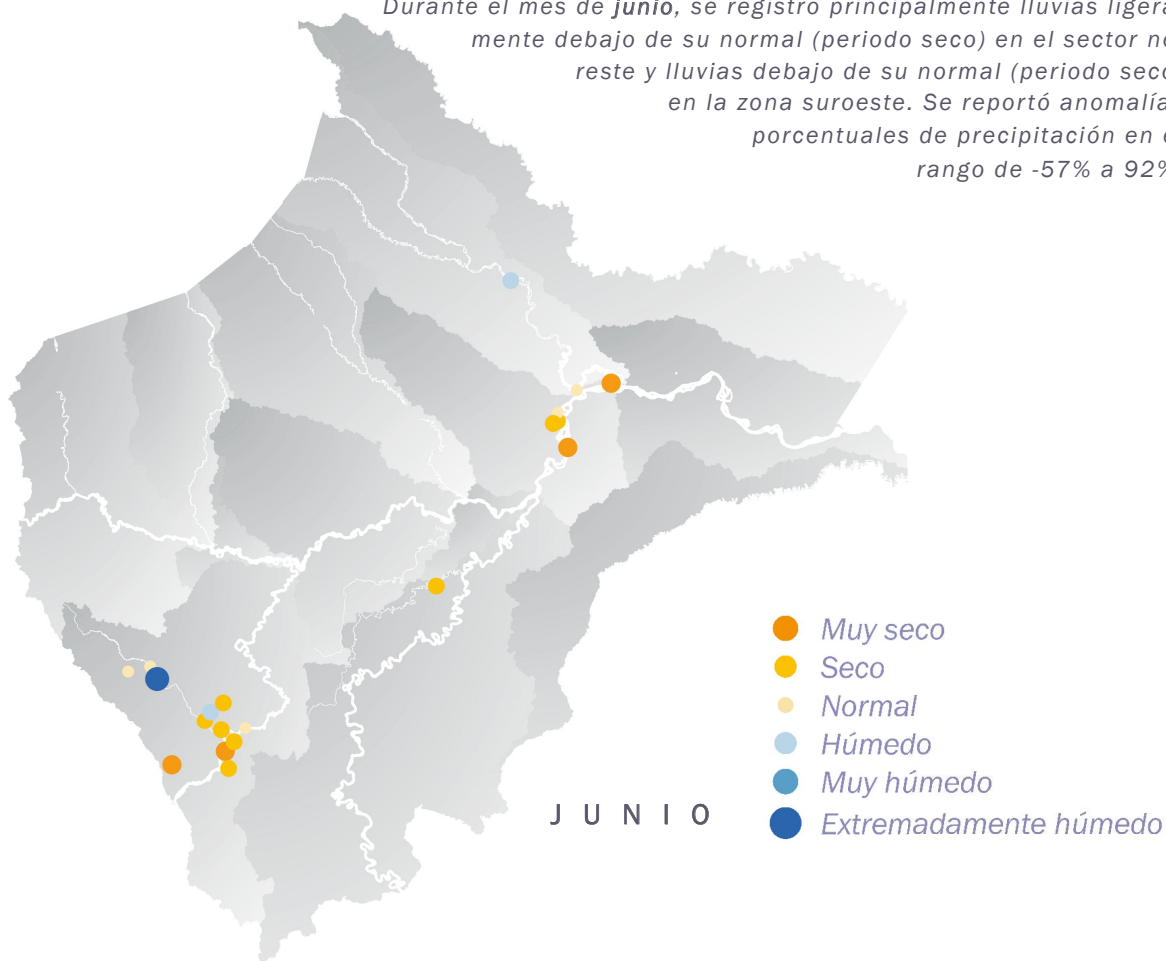 Durante el mes de junio, se registró principalmente lluvias ligera
mente debajo de su normal (periodo seco) en el sector no
reste y lluvias debajo de su normal (periodo seco
en la zona suroeste. Se reportó anomalía
porcentuales de precipitación en e
rango de -57% a 92%
Muy seco
Seco
Normal
Húmedo
Muy húmedo
Extremadamente húmedo
JUNIO